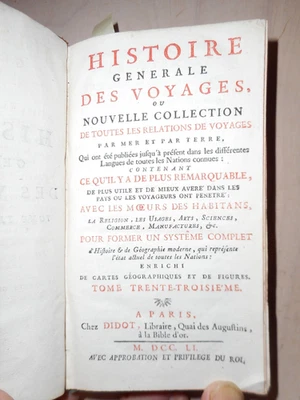 HISTOIRE
GENERALE
DES VOYAGES,
OU
NOUVELLE COLLECTION
DE TOUTES LES RELATIONS DE VOYAGES
PAR MER ET PAR TERRE,
Qui ont été publiées jusqu'à présent dans les différentes
Langues de toutes les Nations connues :
CONTENANT
CE QU'IL Y A DE PLUS REMARQUABLE,
DE PLUS UTILE ET DE MIEUX AVERE' DANS LES
PAYS OU LES VOYAGEURS ONT PENETRE',
AVEC LES MŒURS DES HABITANS,
LA RELIGION, LES USAGES, ARTS, SCIENCES,
COMMERCE, MANUFACTURES, &c.
POUR FORMER UN SYSTÊME COMPLET
d'Histoire & de Géographie moderne, qui représente
l'état actuel de toutes les Nations :
ENRICHI
DE CARTES GÉOGRAPHIQUES ET DE FIGURES.
TOME TRENTE-TROISIE'ME.
A PARIS,
Chez DIDOT, Libraire, Quai des Augustins,
à la Bible d'or.
M. DCC. LI.
AVEC APPROBATION ET PRIVILEGE DU ROI,